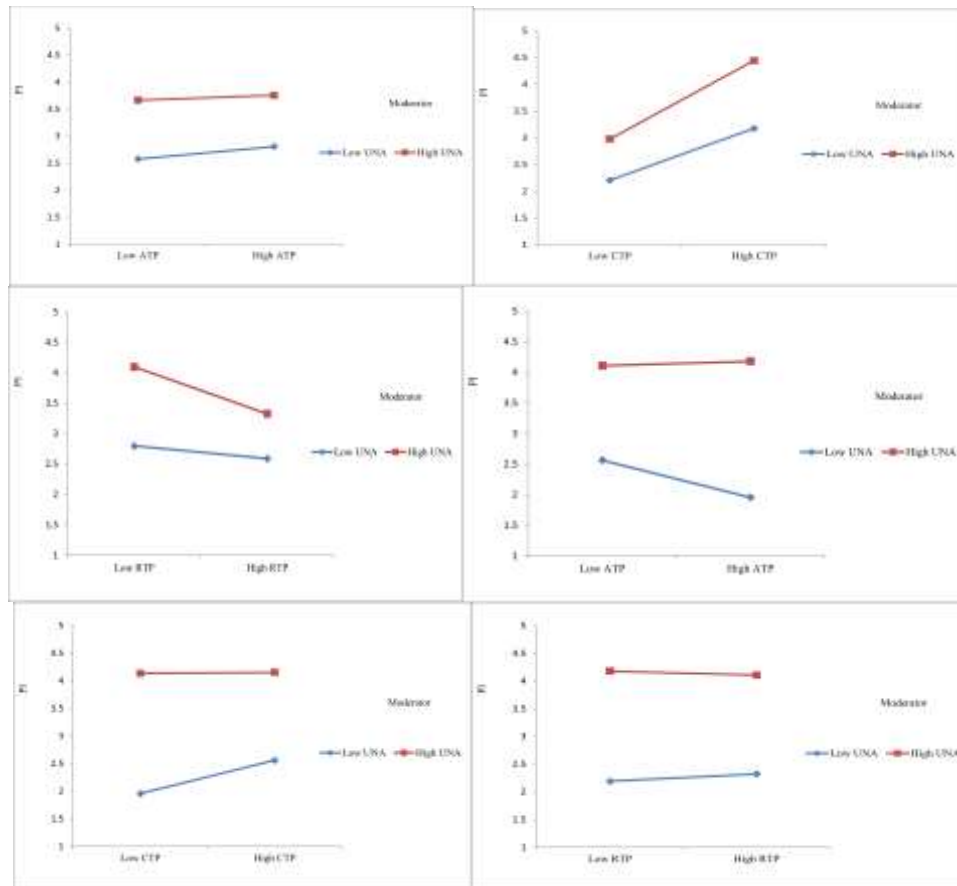 5
4.5
4
3.5
3
2.5
2
1.5
1
PI
Low ATP High ATP
Moderator
Low UNA High UNA
5
4.5
4
3.5
3
2.5
2
1.5
1
PI
Low CTP High CTP
Moderator
Low UNA High UNA
5
4.5
4
3.5
3
2.5
2
1.5
1
PI
Low RTP High RTP
Moderator
Low UNA High UNA
5
4.5
4
3.5
3
2.5
2
1.5
1
PI
Low ATP High ATP
Moderator
Low UNA High UNA
5
4.5
4
3.5
3
2.5
2
1.5
1
PI
Low CTP High CTP
Moderator
Low UNA High UNA
5
4.5
4
3.5
3
2.5
2
1.5
1
PI
Low RTP High RTP
Moderator
Low UNA High UNA